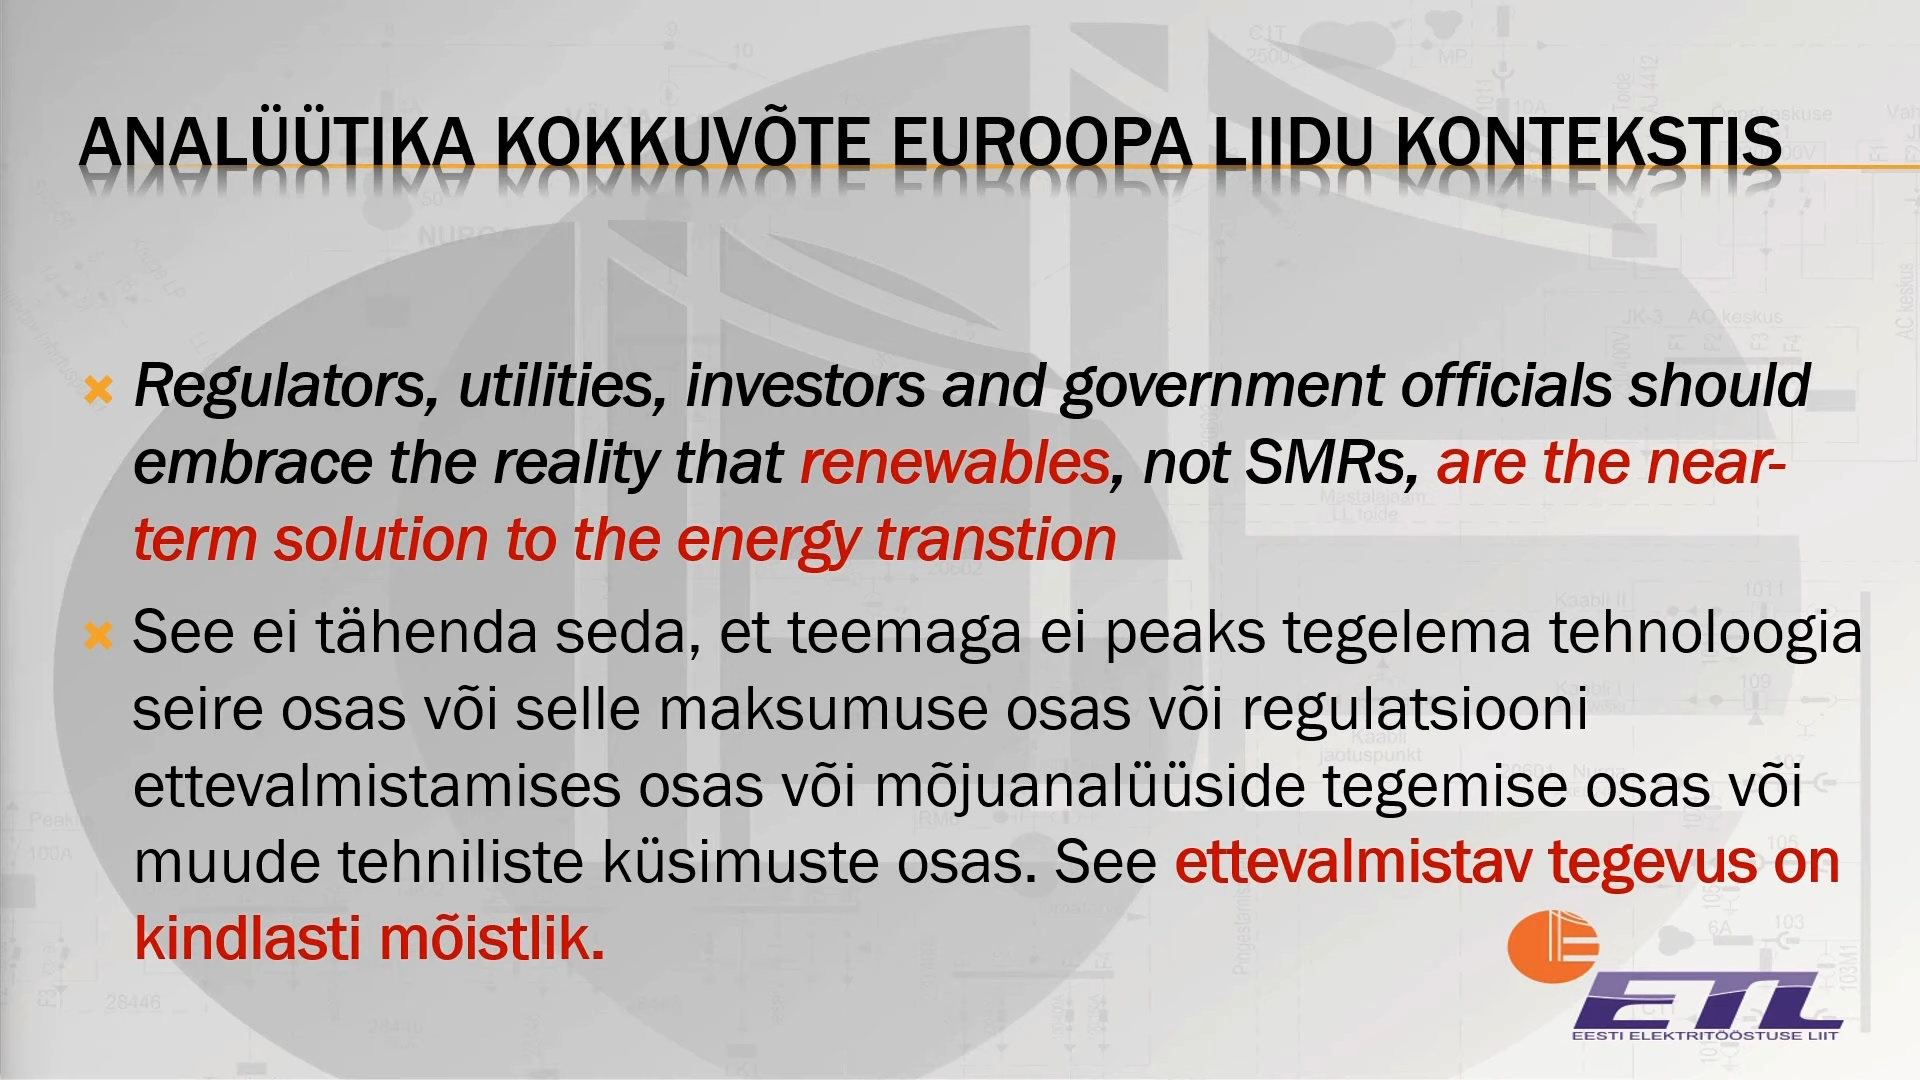 ANALÜÜTIKA KOKKUVÕTE EUROOPA LIIDU KONTEKSTIS
Regulators, utilities, investors and government officials should
embrace the reality that renewables, not SMRs, are the near-
term solution to the energy transtion
See ei tähenda seda, et teemaga ei peaks tegelema tehnoloogia
seire osas või selle maksumuse osas või regulatsiooni
ettevalmistamises osas või mõjuanalüüside tegemise osas või
muude tehniliste küsimuste osas. See ettevalmistav tegevus on
kindlasti mõistlik.
ETL
EESTI ELEKTRITÖÖSTUSE LIIT